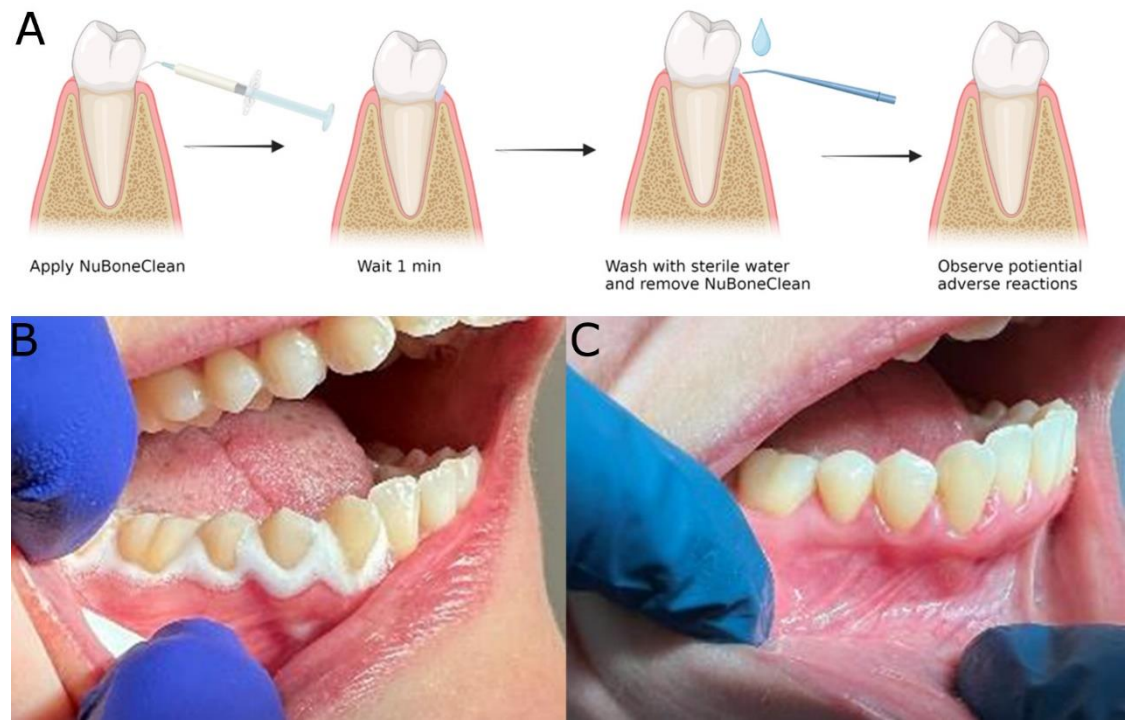 A
Apply NuBoneClean
Wait 1 min
Wash with sterile water
and remove NuBoneClean
Observe potiential
adverse reactions
B
C